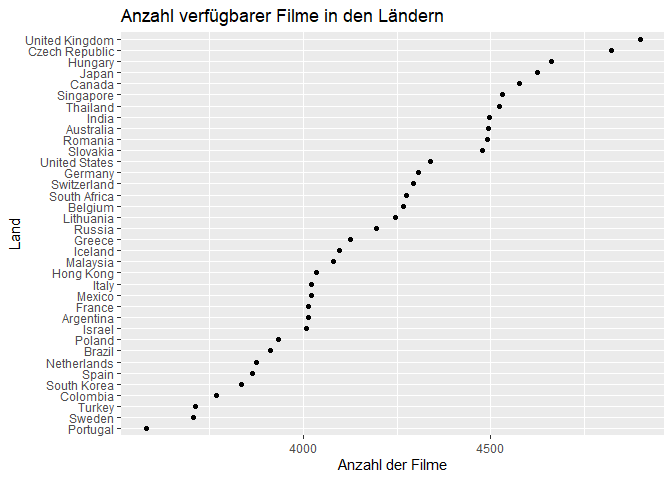 Anzahl verfügbarer Filme in den Ländern
United Kingdom
Czech Republic
Hungary
Japan
Canada
Singapore
Thailand
India
Australia
Romania
Slovakia
United States
Germany
Switzerland
South Africa
Belgium
Lithuania
Russia
Greece
Iceland
Malaysia
Hong Kong
Italy
Mexico
France
Argentina
Israel
Poland
Brazil
Netherlands
Spain
South Korea
Colombia
Turkey
Sweden
Portugal
Land
4000 4500
Anzahl der Filme